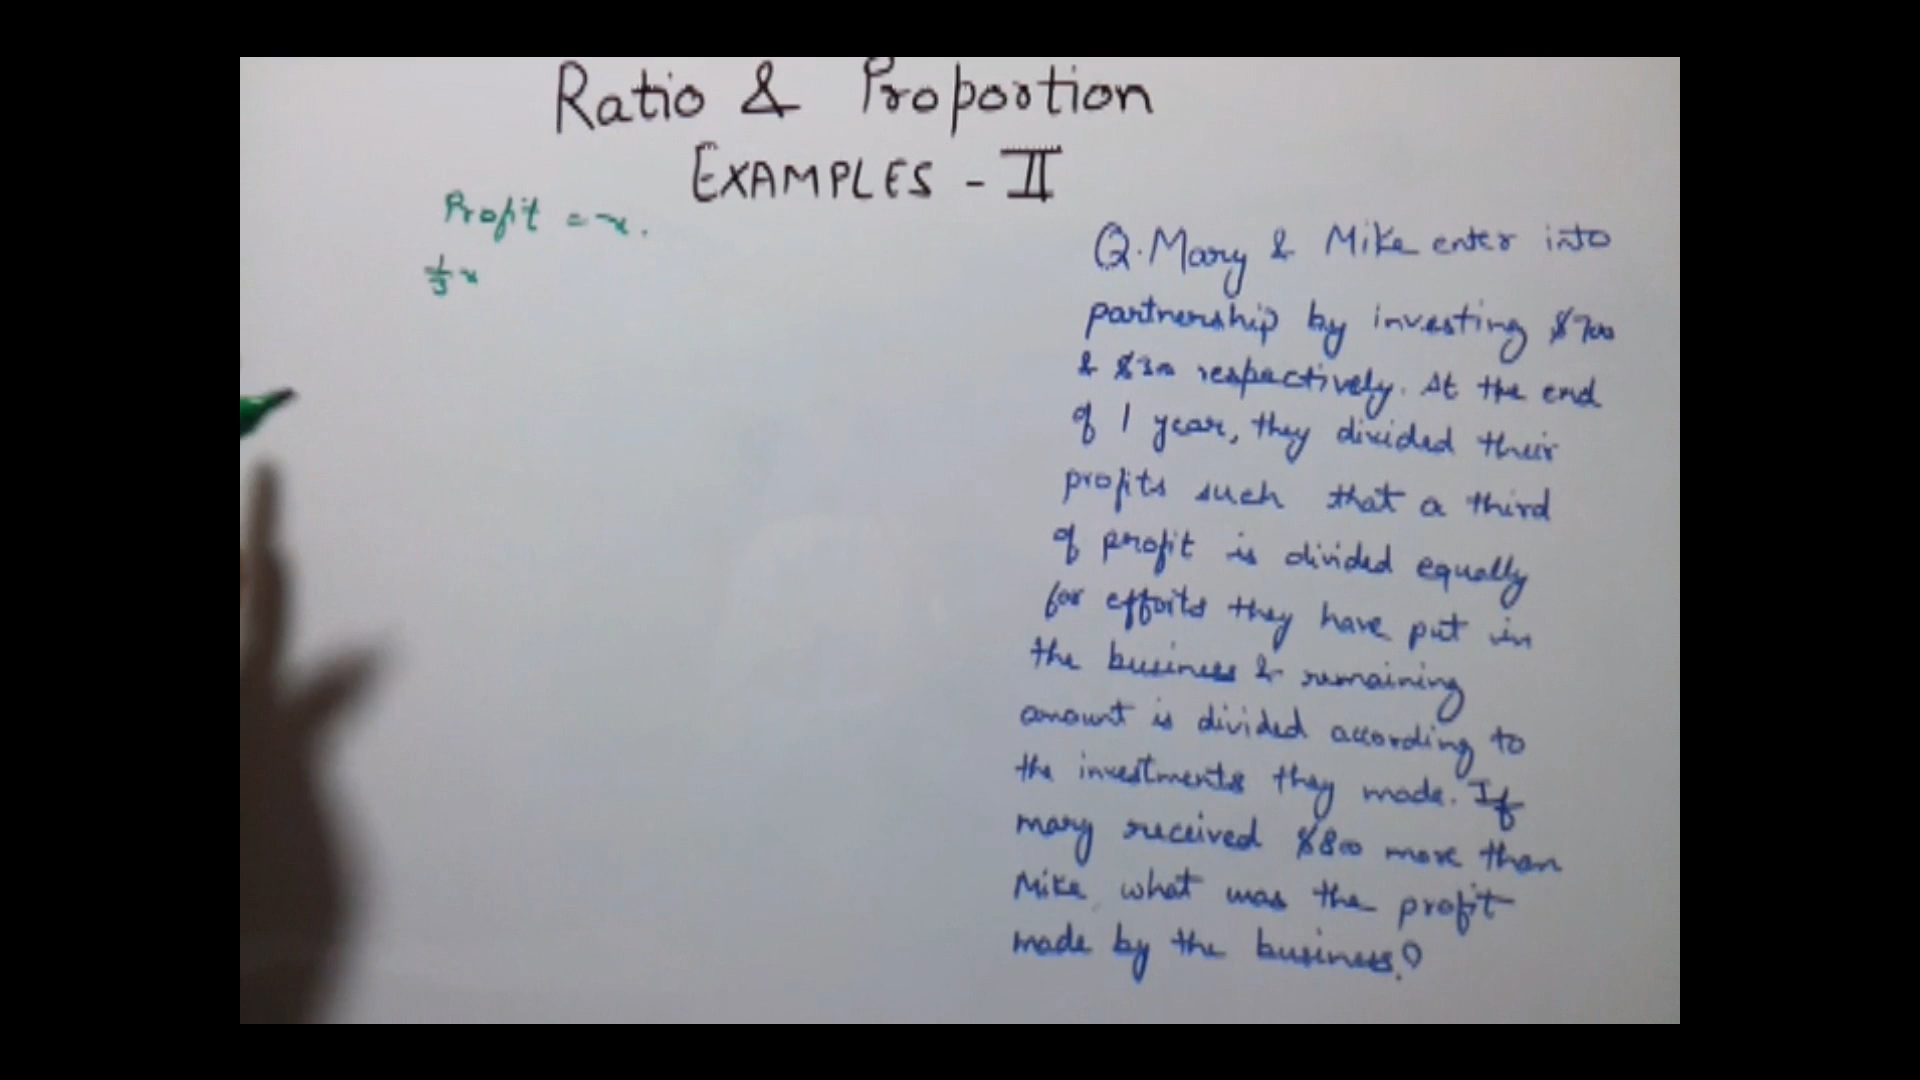 Ratio & Proportion
EXAMPLES - II
Profit = x.
1/3 x
Q. Mary & Mike enter into
partnership by investing $700
& $300 respectively. At the end
of 1 year, they divided their
profits such that a third
of profit is divided equally
for efforts they have put in
the business & remaining
amount is divided according to
the investments they made. If
mary received $800 more than
Mike what was the profit
made by the business?